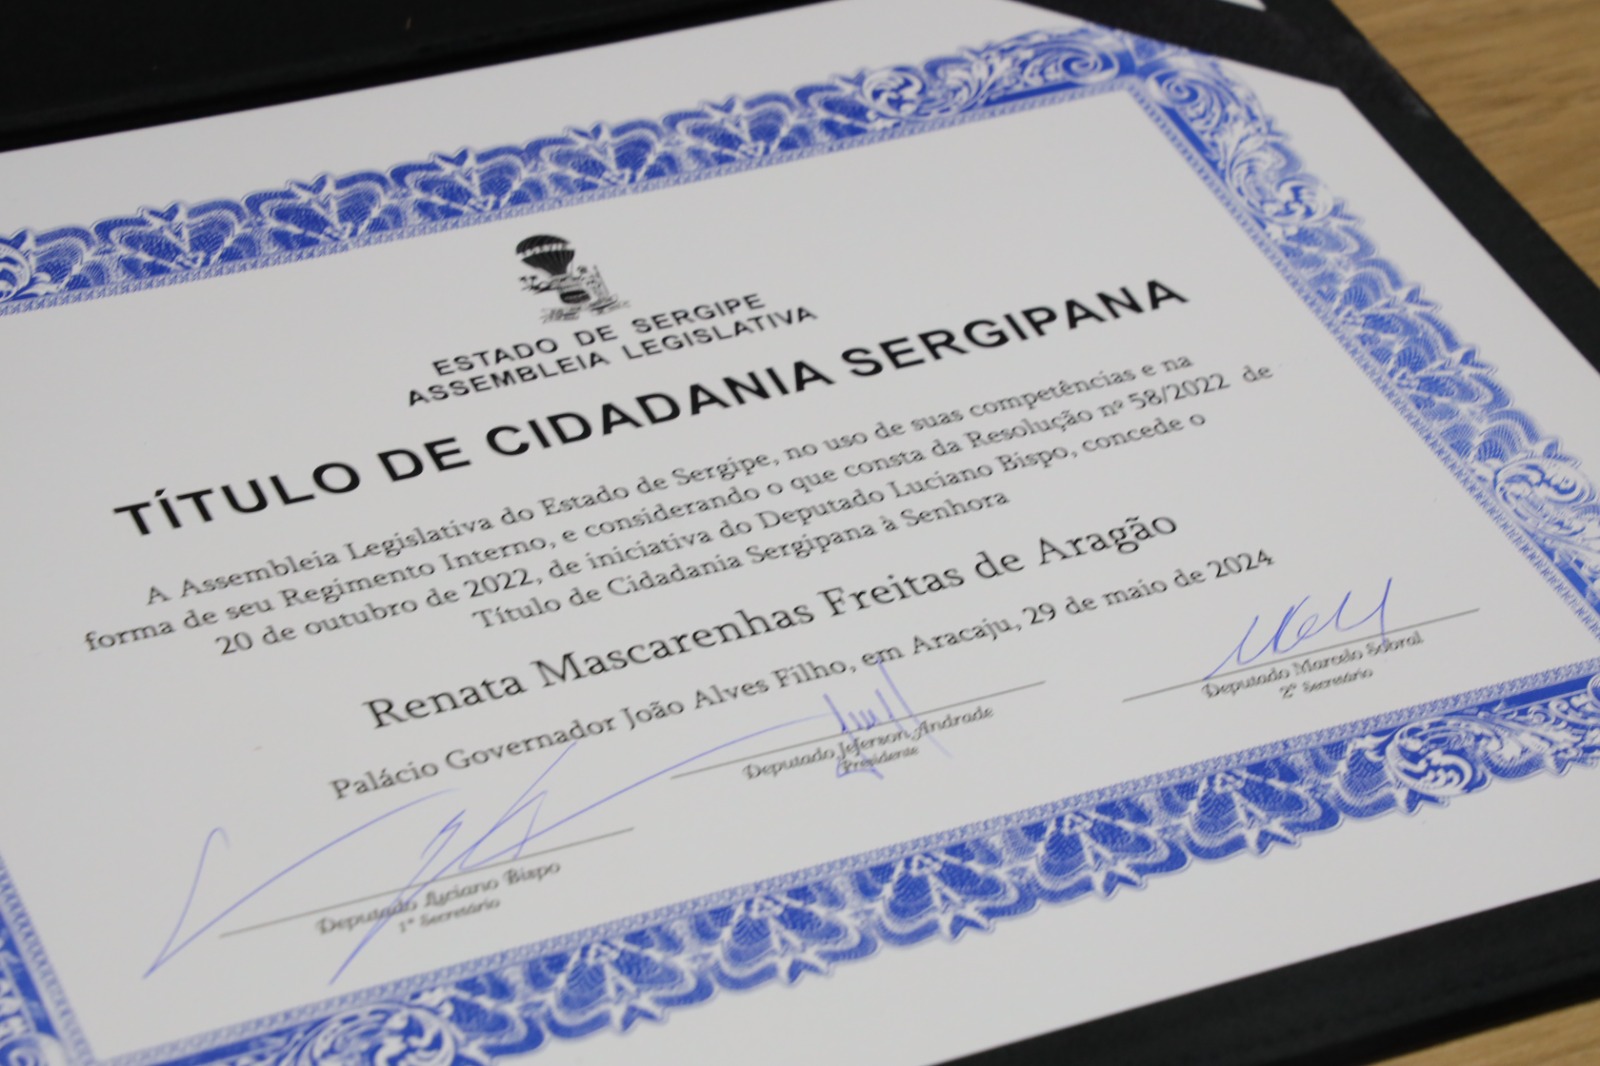 ESTADO DE SERGIPE
ASSEMBLEIA LEGISLATIVA
TÍTULO DE CIDADANIA SERGIPANA
A Assembleia Legislativa do Estado de Sergipe, no uso de suas competências e na
forma de seu Regimento Interno, e considerando o que consta da Resolução nº 58/2022 de
20 de outubro de 2022, de iniciativa do Deputado Luciano Bispo, concede o
Título de Cidadania Sergipana à Senhora
Renata Mascarenhas Freitas de Aragão
Palácio Governador João Alves Filho, em Aracaju, 29 de maio de 2024
Deputado Luciano Bispo
1º Secretário
Deputado Jeferson Andrade
Presidente
Deputado Marcelo Sobral
2º Secretário